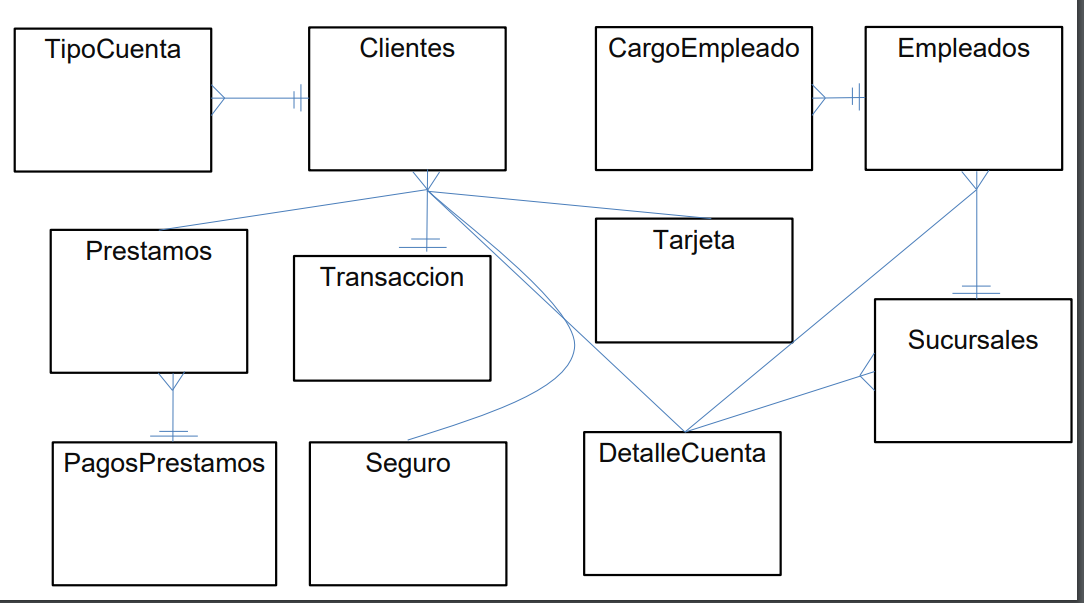 TipoCuenta
Clientes
CargoEmpleado
Empleados
Prestamos
Transaccion
Tarjeta
Sucursales
PagosPrestamos
Seguro
DetalleCuenta